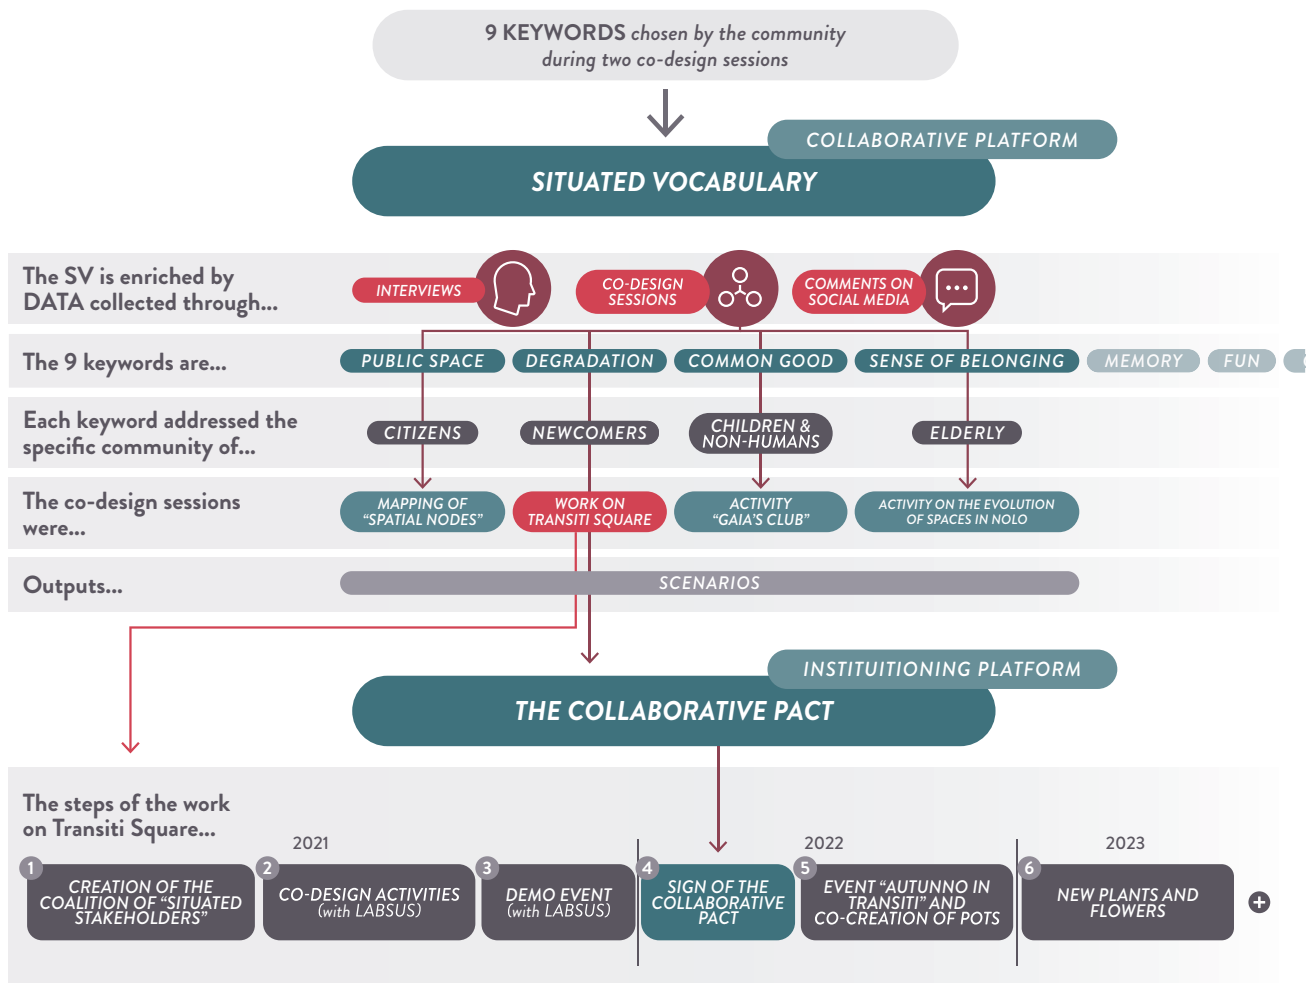 9 KEYWORDS chosen by the community
during two co-design sessions
COLLABORATIVE PLATFORM
SITUATED VOCABULARY
The SV is enriched by
DATA collected through...
INTERVIEWS
CO-DESIGN
SESSIONS
COMMENTS ON
SOCIAL MEDIA
The 9 keywords are...
PUBLIC SPACE
DEGRADATION
COMMON GOOD
SENSE OF BELONGING
MEMORY
FUN
Each keyword addressed the
specific community of...
CITIZENS
NEWCOMERS
CHILDREN &
NON-HUMANS
ELDERLY
The co-design sessions
were...
MAPPING OF
“SPATIAL NODES”
WORK ON
TRANSITI SQUARE
ACTIVITY
“GAIA’S CLUB”
ACTIVITY ON THE EVOLUTION
OF SPACES IN NOLO
Outputs...
SCENARIOS
INSTITUITIONING PLATFORM
THE COLLABORATIVE PACT
The steps of the work
on Transiti Square...
2021
2022
2023
1
CREATION OF THE
COALITION OF “SITUATED
STAKEHOLDERS”
2
CO-DESIGN ACTIVITIES
(with LABSUS)
3
DEMO EVENT
(with LABSUS)
4
SIGN OF THE
COLLABORATIVE
PACT
5
EVENT “AUTUNNO IN
TRANSITI” AND
CO-CREATION OF POTS
6
NEW PLANTS AND
FLOWERS
+